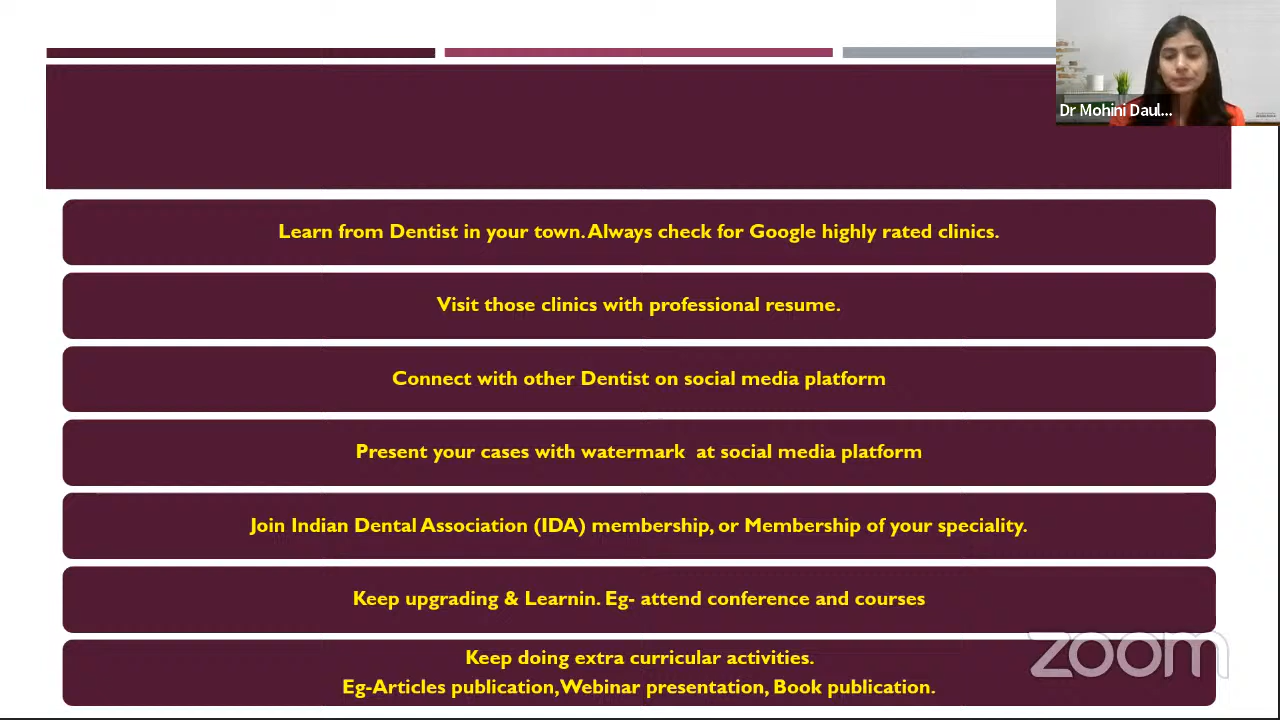 Dr Mohini Daul...
Learn from Dentist in your town. Always check for Google highly rated clinics.
Visit those clinics with professional resume.
Connect with other Dentist on social media platform
Present your cases with watermark at social media platform
Join Indian Dental Association (IDA) membership, or Membership of your speciality.
Keep upgrading & Learnin. Eg- attend conference and courses
Keep doing extra curricular activities.
Eg-Articles publication, Webinar presentation, Book publication.
zoom